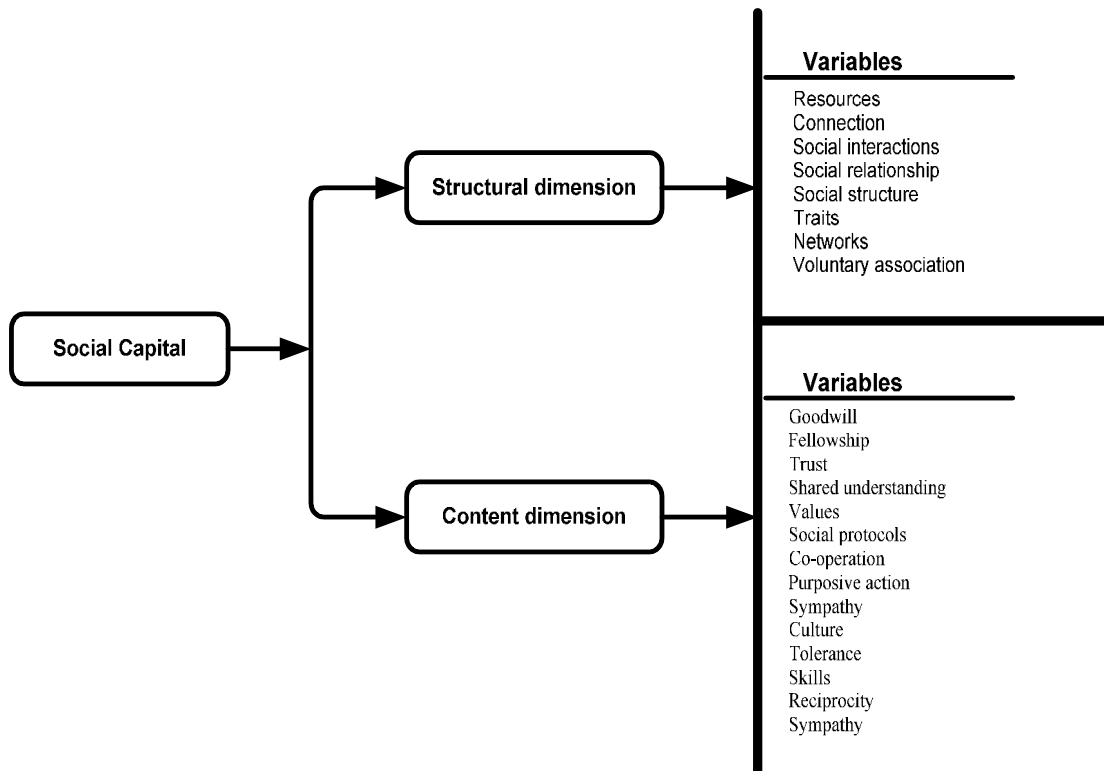 Social Capital
Structural dimension
Variables
Resources
Connection
Social interactions
Social relationship
Social structure
Traits
Networks
Voluntary association
Content dimension
Variables
Goodwill
Fellowship
Trust
Shared understanding
Values
Social protocols
Co-operation
Purposive action
Sympathy
Culture
Tolerance
Skills
Reciprocity
Sympathy